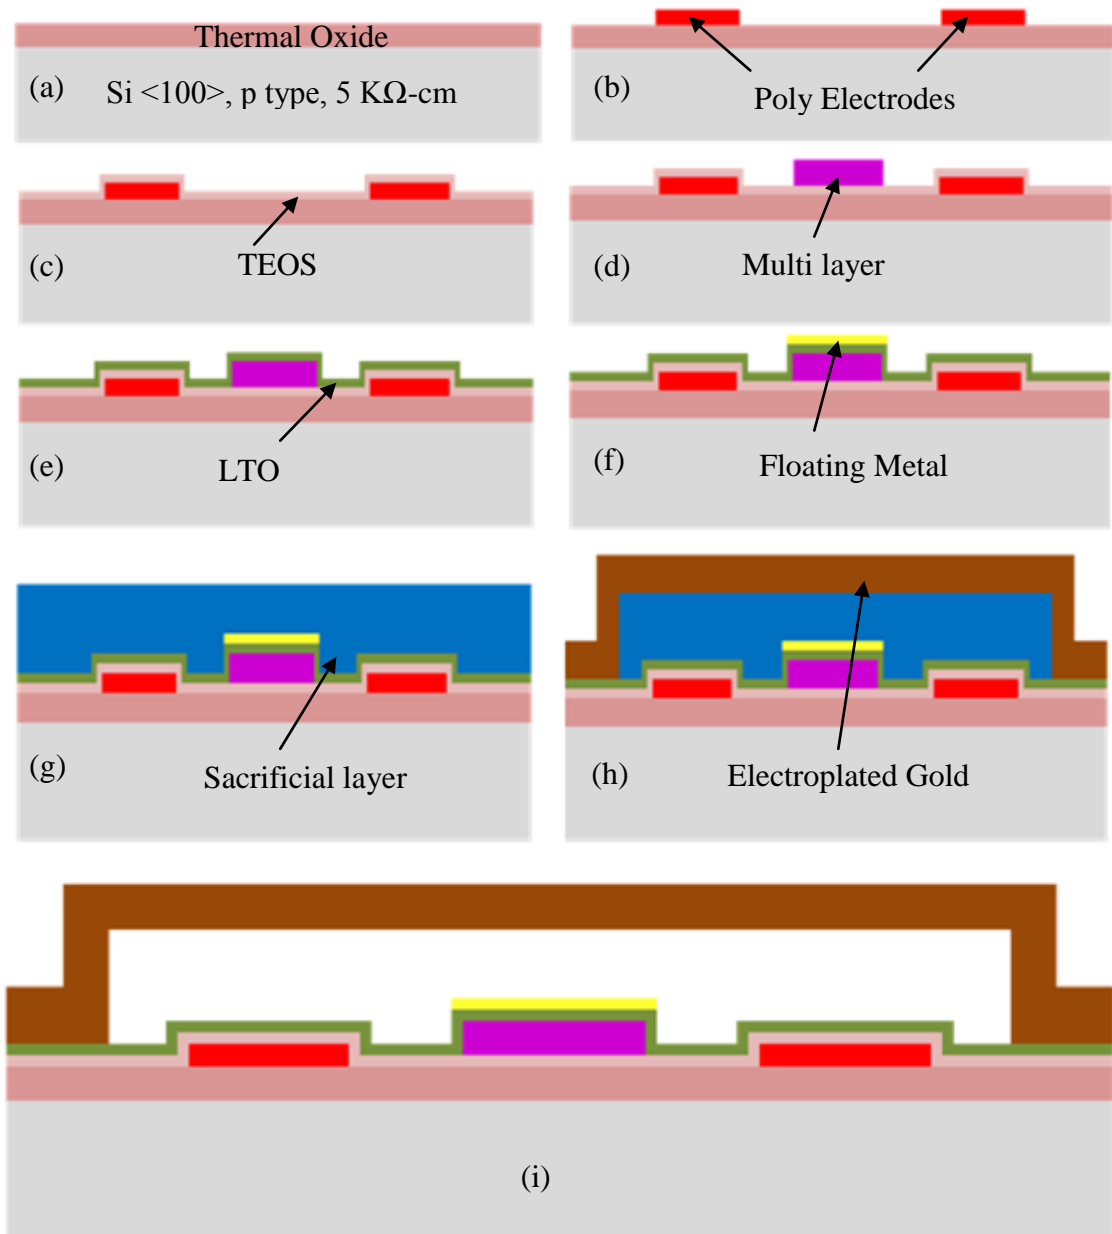 Thermal Oxide
(a) Si <100>, p type, 5 KΩ-cm
(b)
Poly Electrodes
(c)
TEOS
(d)
Multi layer
(e)
LTO
(f)
Floating Metal
(g)
Sacrificial layer
(h)
Electroplated Gold
(i)